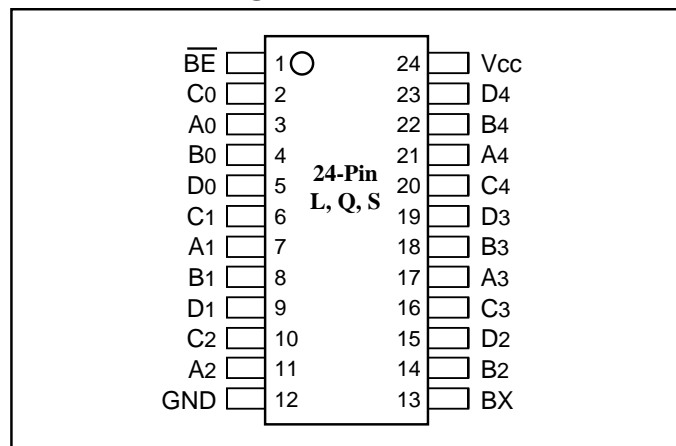 BE 1 24 Vcc
C0 2 23 D4
A0 3 22 B4
B0 4 21 A4
24-Pin
D0 5 20 C4
L, Q, S
C1 6 19 D3
A1 7 18 B3
B1 8 17 A3
D1 9 16 C3
C2 10 15 D2
A2 11 14 B2
GND 12 13 BX